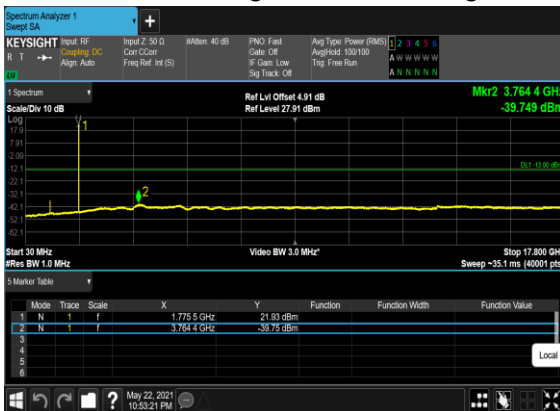 Spectrum Analyzer 1
Swept SA
+
KEYSIGHT Input: RF Input Z: 50 Ω #Atten: 40 dB PNO: Fast Avg Type: Power (RMS) 1 2 3 4 5 6
R T Coupling: DC Corr CCorr Gate: Off Avg|Hold: 100/100 A W W W W W
Align: Auto Freq Ref: Int (S) IF Gain: Low Trig: Free Run
LV Sig Track: Off A N N N N N
1 Spectrum Ref Lvl Offset 4.91 dB Mkr2 3.764 4 GHz
Scale/Div 10 dB Ref Level 27.91 dBm -39.749 dBm
Log
17.9 1
7.91
-2.09
-12.1 DL1 -13.00 dBm
-22.1
-32.1 2
-42.1
-52.1
-62.1
Start 30 MHz Video BW 3.0 MHz* Stop 17.800 GHz
#Res BW 1.0 MHz Sweep ~35.1 ms (40001 pts)
5 Marker Table
Mode Trace Scale X Y Function Function Width Function Value
1 N 1 f 1.775 5 GHz 21.93 dBm
2 N 1 f 3.764 4 GHz -39.75 dBm
3
4
5
6
Local
? May 22, 2021
10:53:21 PM